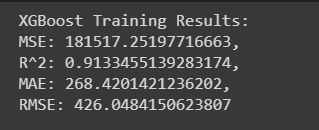 XGBoost Training Results:
MSE: 181517.25197716663,
R^2: 0.9133455139283174,
MAE: 268.4201421236202,
RMSE: 426.0484150623807